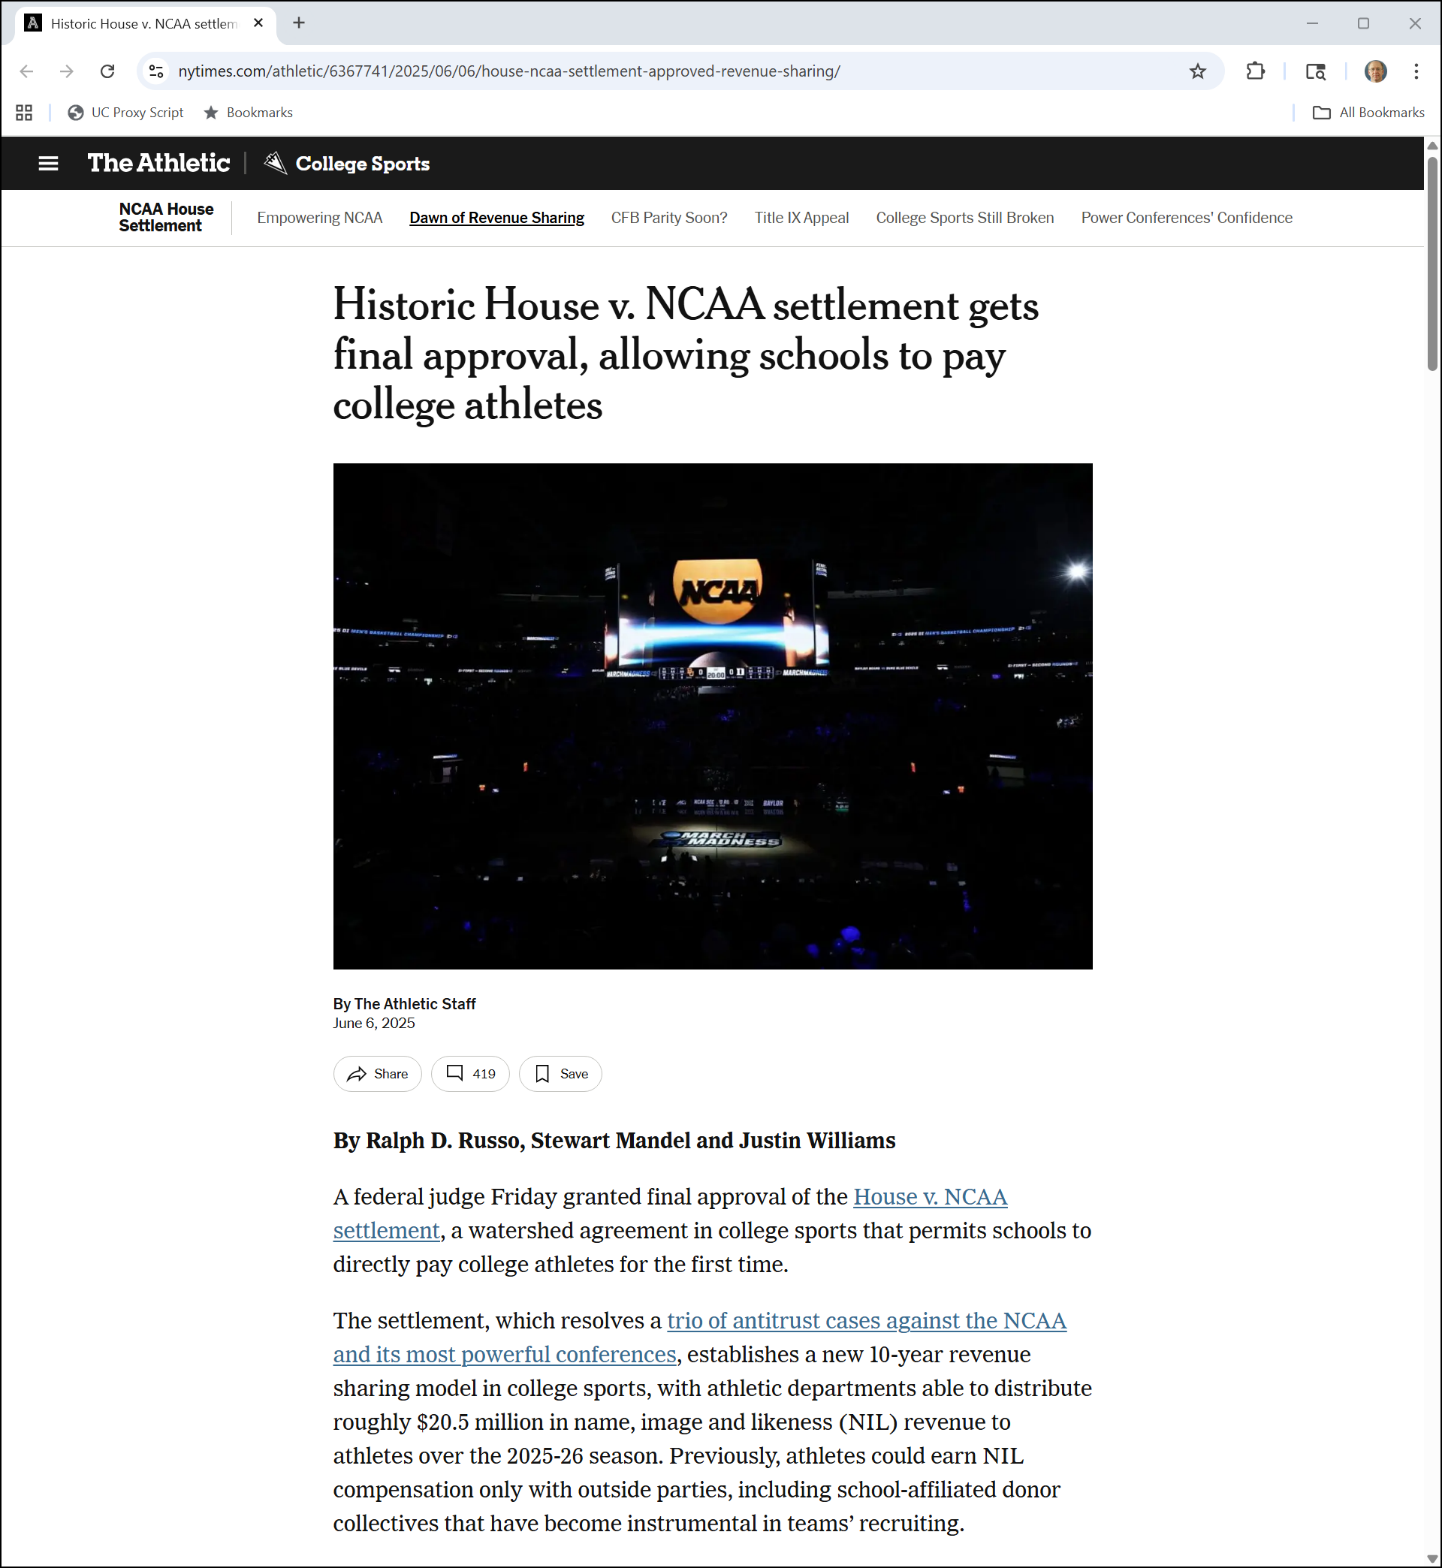 Historic House v. NCAA settlem
nytimes.com/athletic/6367741/2025/06/06/house-ncaa-settlement-approved-revenue-sharing/
UC Proxy Script
Bookmarks
All Bookmarks
The Athletic
College Sports
NCAA House
Settlement
Empowering NCAA
Dawn of Revenue Sharing
CFB Parity Soon?
Title IX Appeal
College Sports Still Broken
Power Conferences' Confidence
Historic House v. NCAA settlement gets
final approval, allowing schools to pay
college athletes
NCAA
20:00
MARCH
MADNESS
By The Athletic Staff
June 6, 2025
Share
419
Save
By Ralph D. Russo, Stewart Mandel and Justin Williams
A federal judge Friday granted final approval of the House v. NCAA
settlement, a watershed agreement in college sports that permits schools to
directly pay college athletes for the first time.
The settlement, which resolves a trio of antitrust cases against the NCAA
and its most powerful conferences, establishes a new 10-year revenue
sharing model in college sports, with athletic departments able to distribute
roughly $20.5 million in name, image and likeness (NIL) revenue to
athletes over the 2025-26 season. Previously, athletes could earn NIL
compensation only with outside parties, including school-affiliated donor
collectives that have become instrumental in teams’ recruiting.